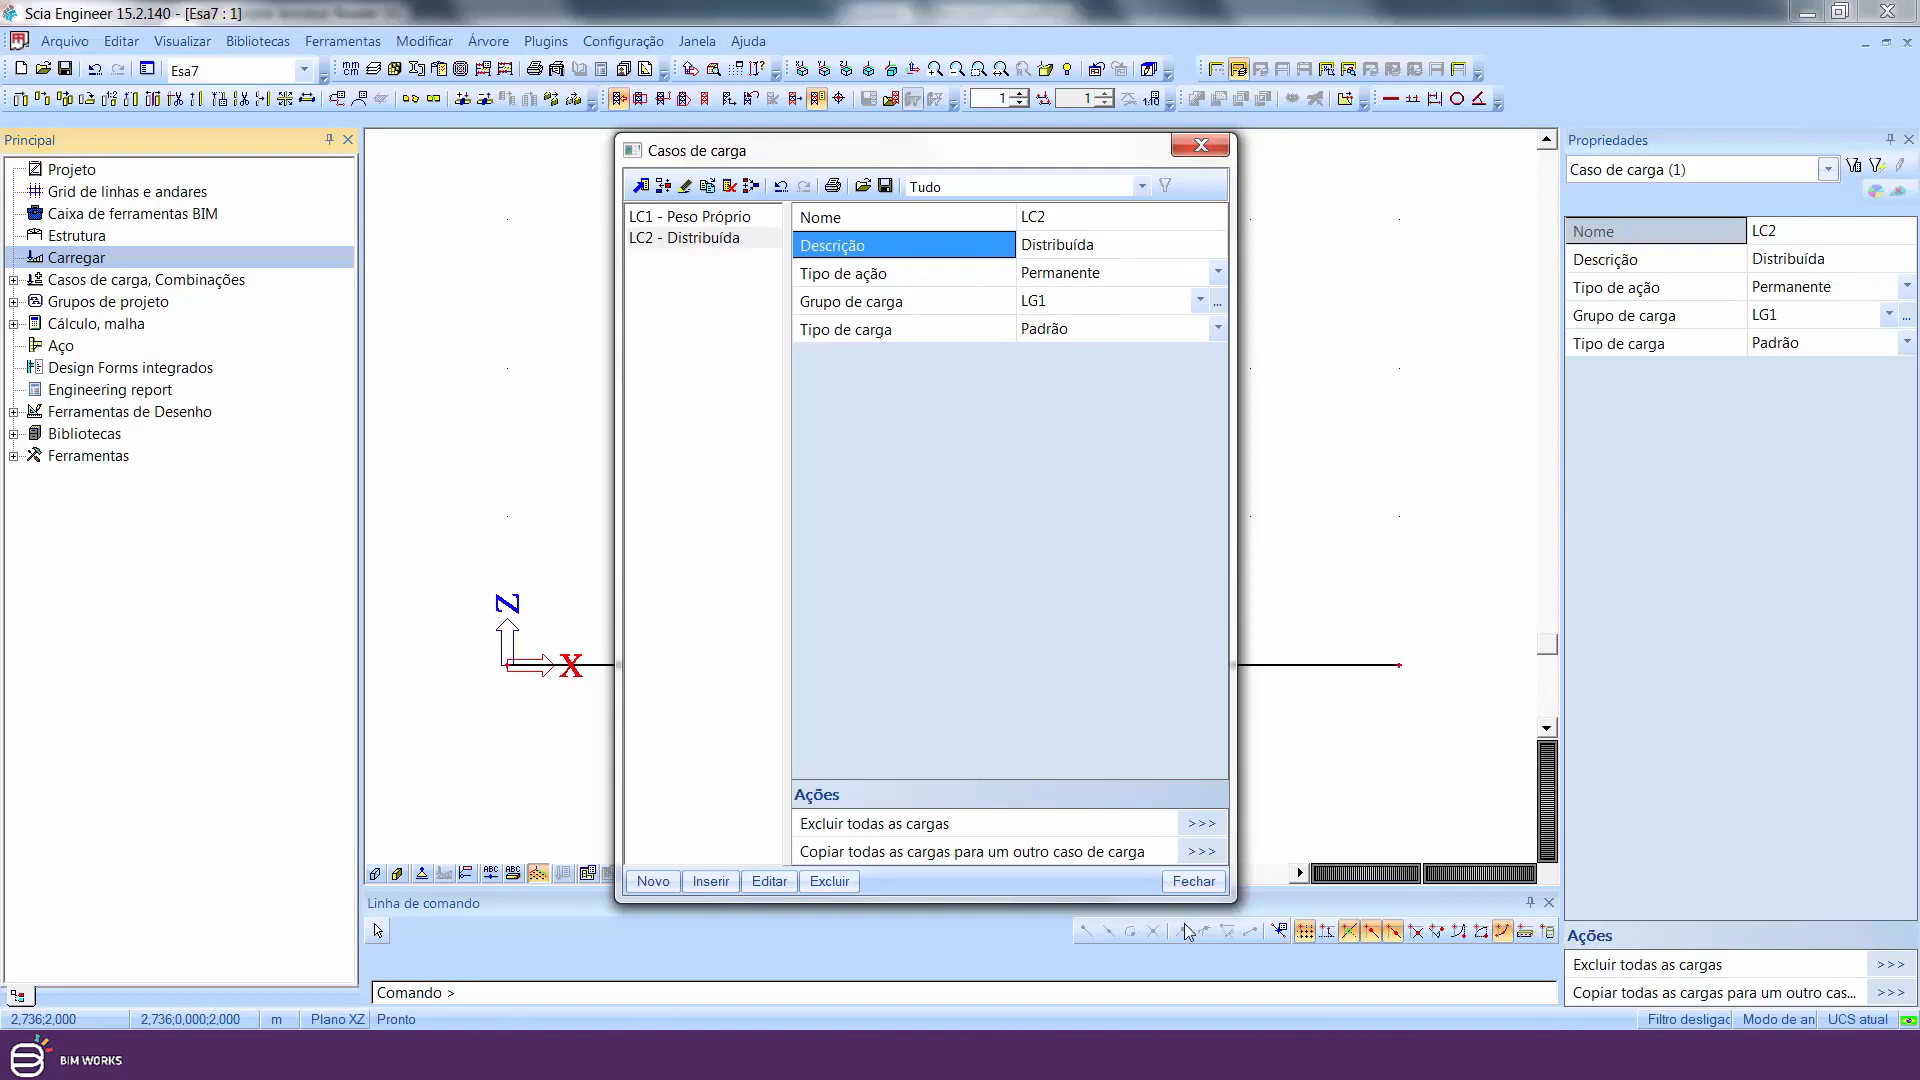 Scia Engineer 15.2.140 - [Esa7 : 1]
Arquivo Editar Visualizar Bibliotecas Ferramentas Modificar Árvore Plugins Configuração Janela Ajuda
Esa7
1 1
Principal
Projeto
Grid de linhas e andares
Caixa de ferramentas BIM
Estrutura
Carregar
Casos de carga, Combinações
Grupos de projeto
Cálculo, malha
Aço
Design Forms integrados
Engineering report
Ferramentas de Desenho
Bibliotecas
Ferramentas
Z
X
Casos de carga
Tudo
LC1 - Peso Próprio
LC2 - Distribuída
Nome LC2
Descrição Distribuída
Tipo de ação Permanente
Grupo de carga LG1 ...
Tipo de carga Padrão
Ações
Excluir todas as cargas >>>
Copiar todas as cargas para um outro caso de carga >>>
Novo Inserir Editar Excluir Fechar
Propriedades
Caso de carga (1)
Nome LC2
Descrição Distribuída
Tipo de ação Permanente
Grupo de carga LG1 ...
Tipo de carga Padrão
Ações
Excluir todas as cargas >>>
Copiar todas as cargas para um outro cas... >>>
Linha de comando
Comando >
2,736;2,000 2,736;0,000;2,000 m Plano XZ Pronto Filtro desligac Modo de an UCS atual
BIM WORKS